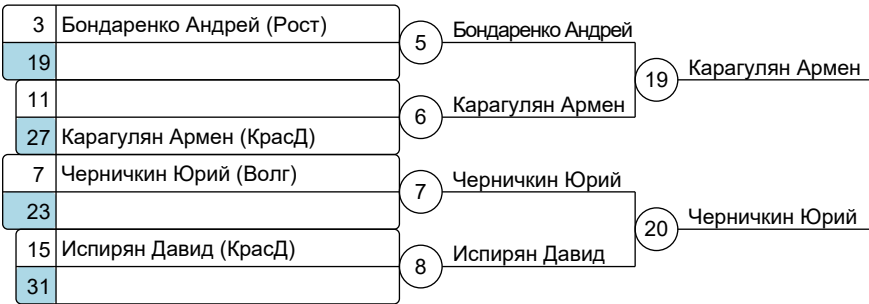 3 Бондаренко Андрей (Рост)
19
11
27 Карагулян Армен (КрасД)
7 Черничкин Юрий (Волг)
23
15 Испирян Давид (КрасД)
31
5 Бондаренко Андрей
6 Карагулян Армен
7 Черничкин Юрий
8 Испирян Давид
19 Карагулян Армен
20 Черничкин Юрий